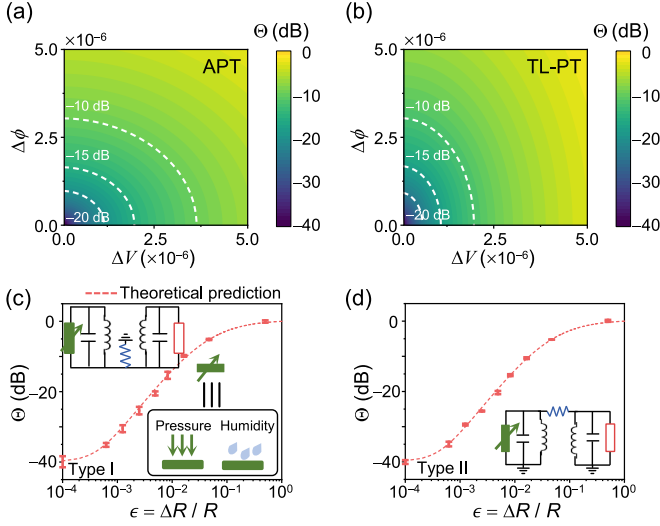 (a)
×10⁻⁶
Θ (dB)
5.0
2.5
0.0
Δϕ
APT
−10 dB
−15 dB
−20 dB
0.0
2.5
5.0
ΔV (×10⁻⁶)
0
−10
−20
−30
−40
(b)
×10⁻⁶
Θ (dB)
5.0
2.5
0.0
Δϕ
TL-PT
−10
−15
−20
0.0
2.5
5.0
ΔV (×10⁻⁶)
0
−10
−20
−30
−40
(c)
Theoretical prediction
0
−20
−40
Θ (dB)
Pressure
Humidity
Type I
10⁻⁴
10⁻³
10⁻²
10⁻¹
10⁰
ϵ = ΔR / R
(d)
0
−20
−40
Θ (dB)
Type II
10⁻⁴
10⁻³
10⁻²
10⁻¹
10⁰
ϵ = ΔR / R